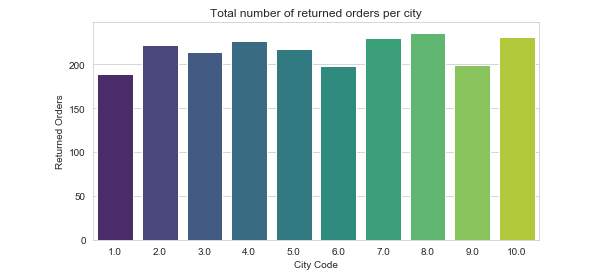 Total number of returned orders per city
Returned Orders
200
150
100
50
0
1.0 2.0 3.0 4.0 5.0 6.0 7.0 8.0 9.0 10.0
City Code